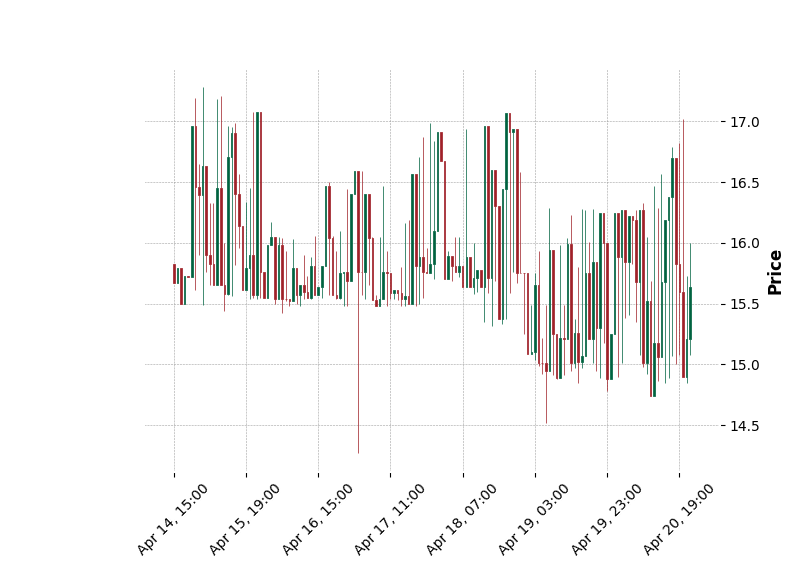 17.0
16.5
16.0
15.5
15.0
14.5
Price
Apr 14, 15:00
Apr 15, 19:00
Apr 16, 15:00
Apr 17, 11:00
Apr 18, 07:00
Apr 19, 03:00
Apr 19, 23:00
Apr 20, 19:00